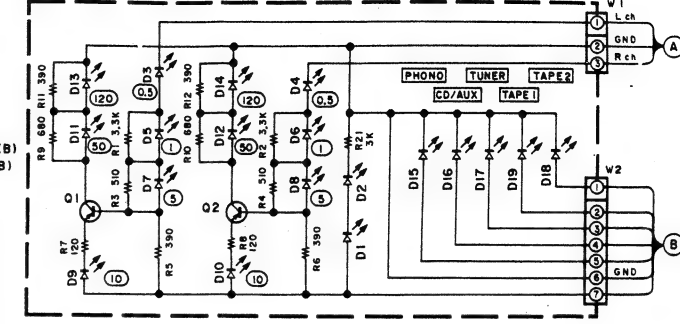 W1
L ch
1
GND
2
R ch
3
A
R11 390
D13
120
D3
0.5
R12 390
D14
120
D4
0.5
PHONO
TUNER
TAPE2
CD/AUX
TAPE1
B)
B)
R9 680
D11
50
R1 3,3K
D5
1
R10 680
D12
50
R2 3,3K
D6
1
R21 3K
D15
D16
D17
D19
D18
W2
R3 510
D7
5
R4 510
D8
5
D2
1
Q1
Q2
2
3
R7 120
R5 390
R8 120
R6 390
D1
4
B
5
D9
10
D10
10
GND
6
7